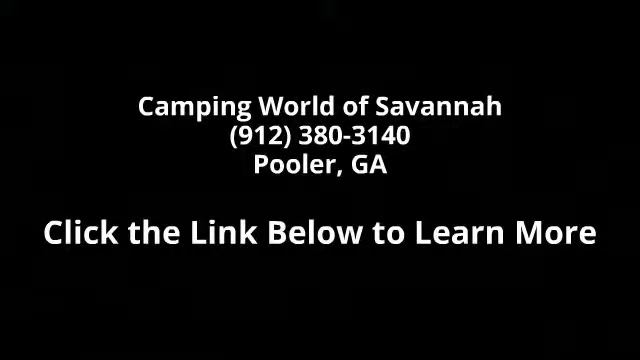 Camping World of Savannah
(912) 380-3140
Pooler, GA
Click the Link Below to Learn More